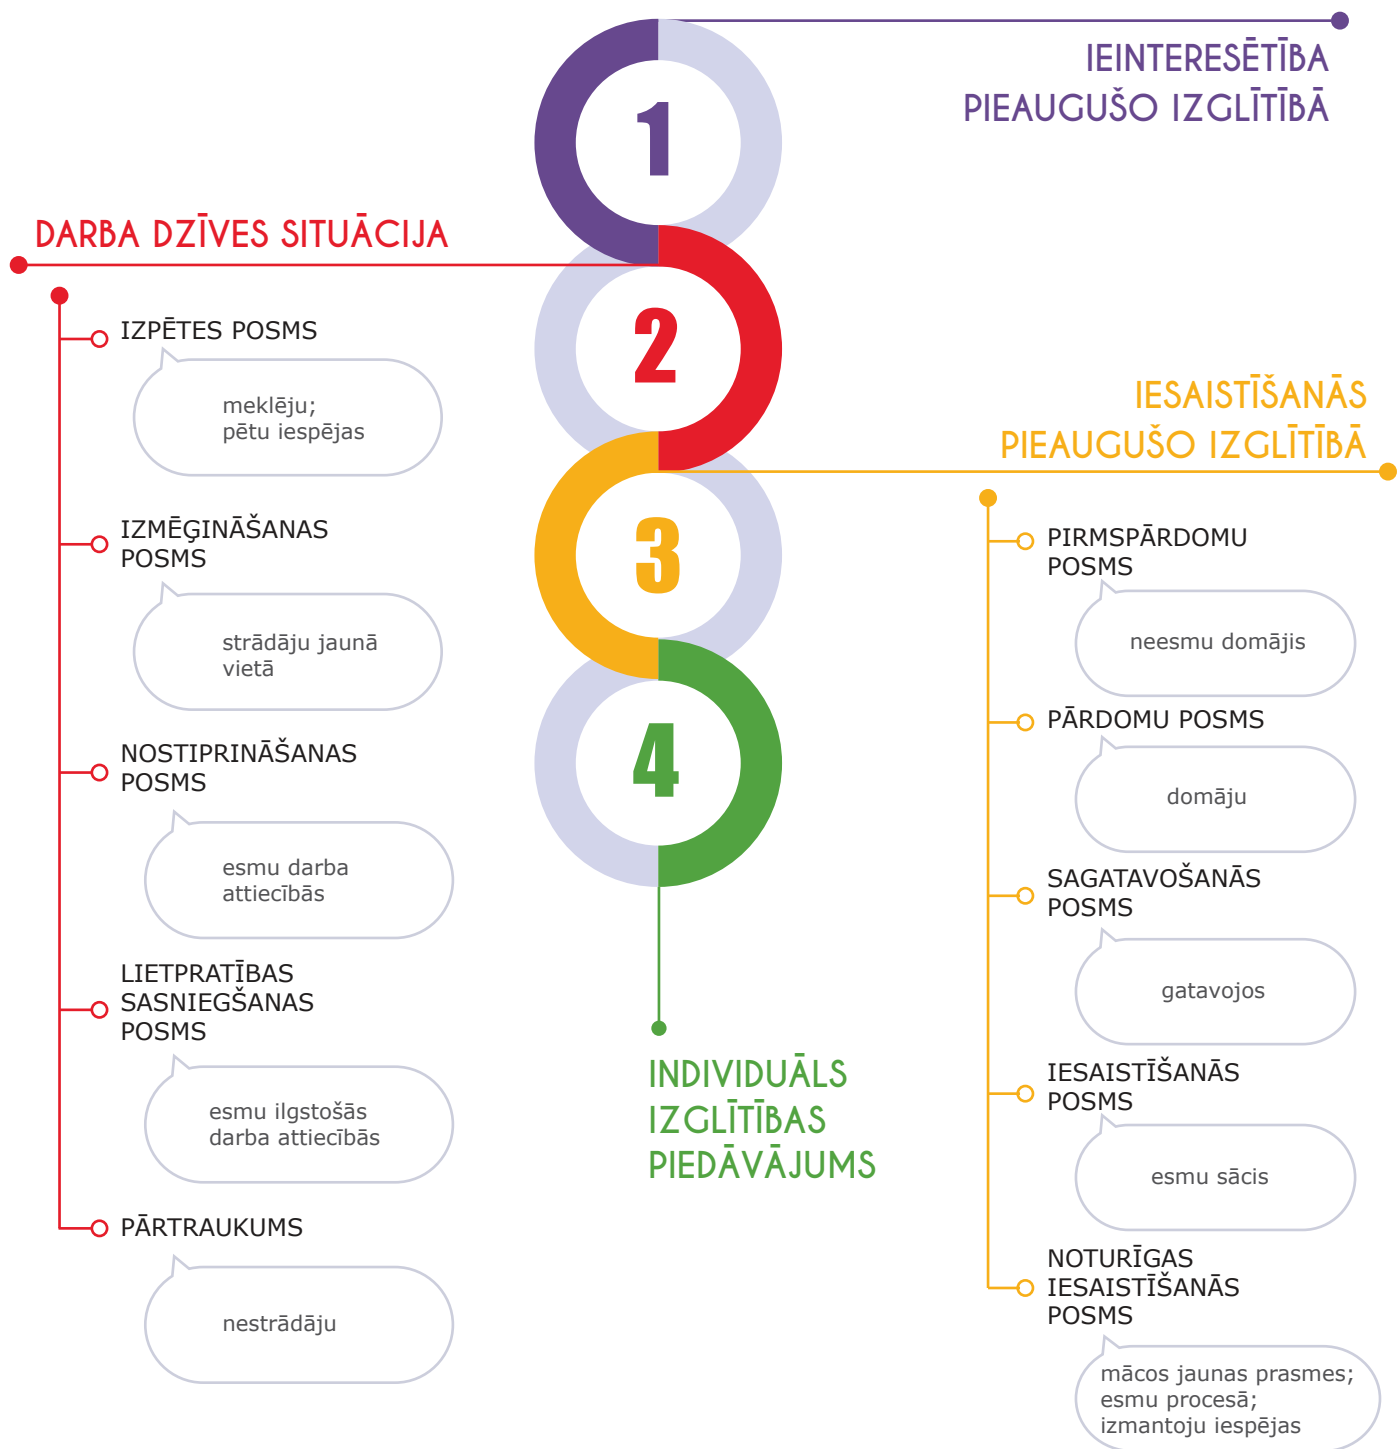 1
IEINTERESĒTĪBA
PIEAUGUŠO IZGLĪTĪBĀ
2
DARBA DZĪVES SITUĀCIJA
IZPĒTES POSMS
meklēju;
pētu iespējas
IZMĒĢINĀŠANAS
POSMS
strādāju jaunā
vietā
NOSTIPRINĀŠANAS
POSMS
esmu darba
attiecībās
LIETPRATĪBAS
SASNIEGŠANAS
POSMS
esmu ilgstošās
darba attiecībās
PĀRTRAUKUMS
nestrādāju
3
IESAISTĪŠANĀS
PIEAUGUŠO IZGLĪTĪBĀ
PIRMSPĀRDOMU
POSMS
neesmu domājis
PĀRDOMU POSMS
domāju
SAGATAVOŠANĀS
POSMS
gatavojos
IESAISTĪŠANĀS
POSMS
esmu sācis
NOTURĪGAS
IESAISTĪŠANĀS
POSMS
mācos jaunas prasmes;
esmu procesā;
izmantoju iespējas
4
INDIVIDUĀLS
IZGLĪTĪBAS
PIEDĀVĀJUMS